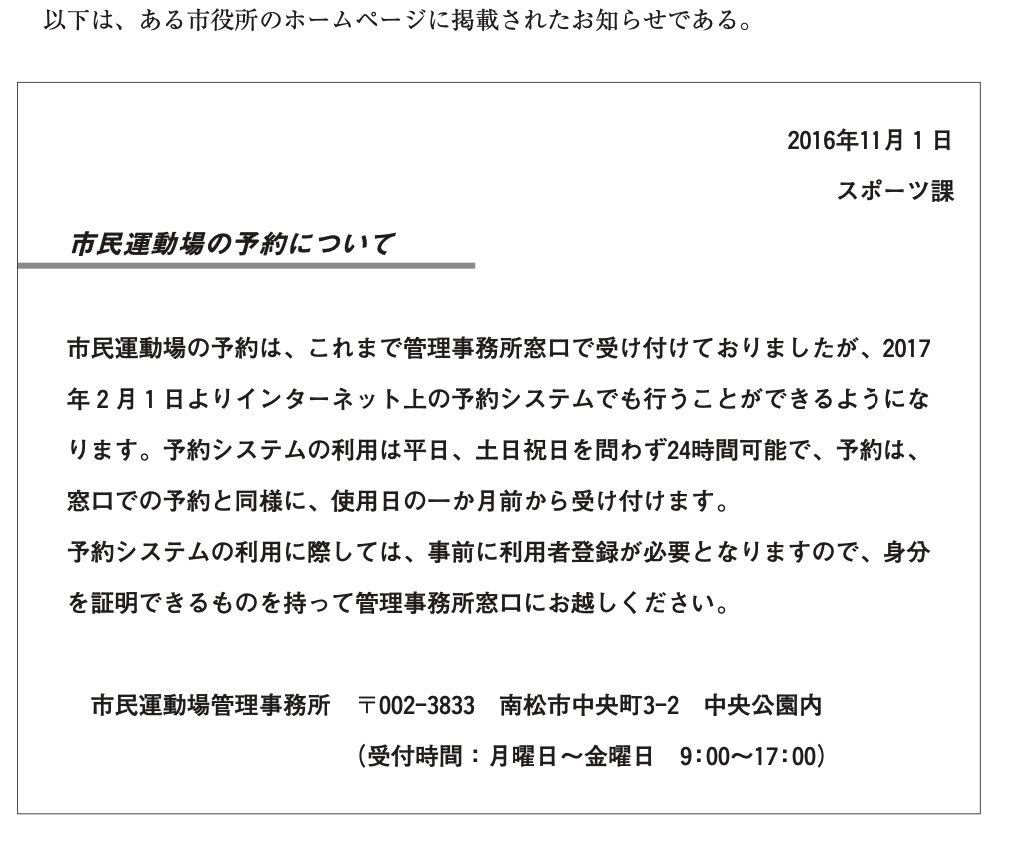 以下は、ある市役所のホームページに掲載されたお知らせである。
2016年11月1日
スポーツ課
市民運動場の予約について
市民運動場の予約は、これまで管理事務所窓口で受け付けておりましたが、2017
年2月1日よりインターネット上の予約システムでも行うことができるようにな
ります。予約システムの利用は平日、土日祝日を問わず24時間可能で、予約は、
窓口での予約と同様に、使用日の一か月前から受け付けます。
予約システムの利用に際しては、事前に利用者登録が必要となりますので、身分
を証明できるものを持って管理事務所窓口にお越しください。
市民運動場管理事務所　〒002-3833　南松市中央町3-2　中央公園内
（受付時間：月曜日～金曜日　9:00～17:00）